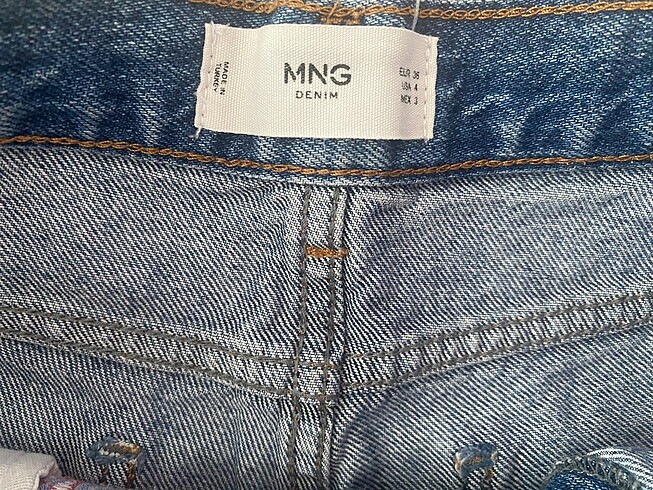 MADE IN
TURKEY
MNG
DENIM
EUR 36
USA 4
MEX 3